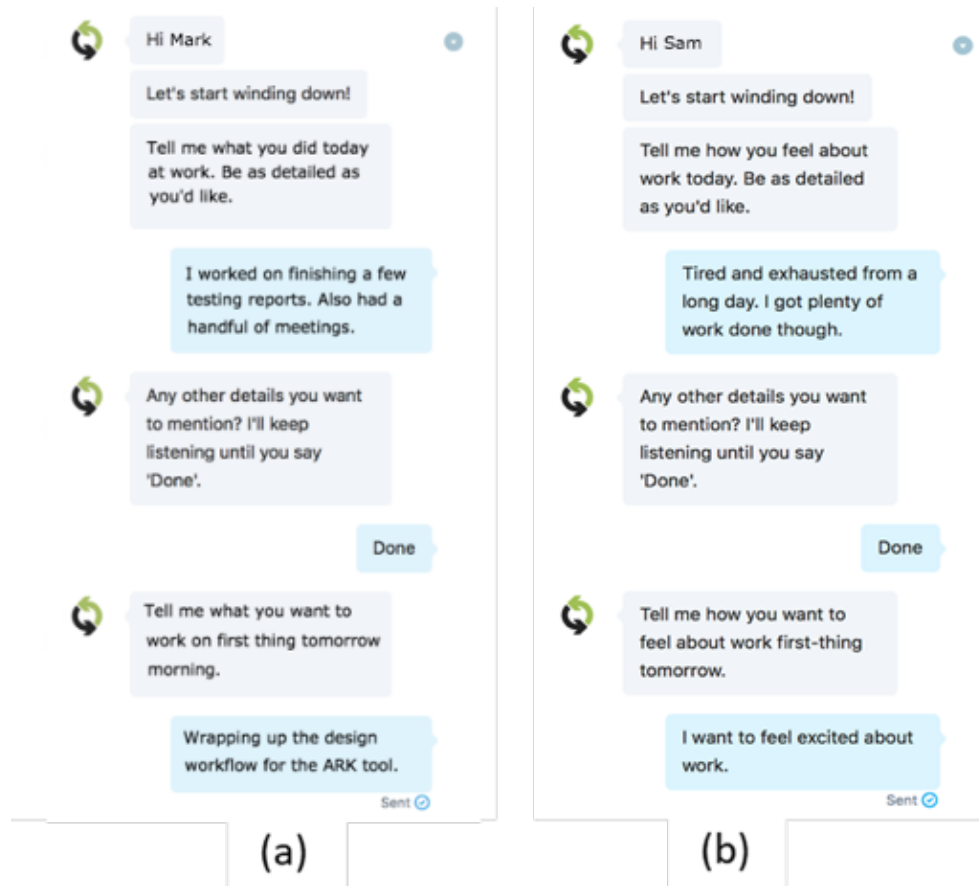 Hi Mark
Let's start winding down!
Tell me what you did today
at work. Be as detailed as
you'd like.
I worked on finishing a few
testing reports. Also had a
handful of meetings.
Any other details you want
to mention? I'll keep
listening until you say
'Done'.
Done
Tell me what you want to
work on first thing tomorrow
morning.
Wrapping up the design
workflow for the ARK tool.
Sent
(a)
Hi Sam
Let's start winding down!
Tell me how you feel about
work today. Be as detailed
as you'd like.
Tired and exhausted from a
long day. I got plenty of
work done though.
Any other details you want
to mention? I'll keep
listening until you say
'Done'.
Done
Tell me how you want to
feel about work first-thing
tomorrow.
I want to feel excited about
work.
Sent
(b)